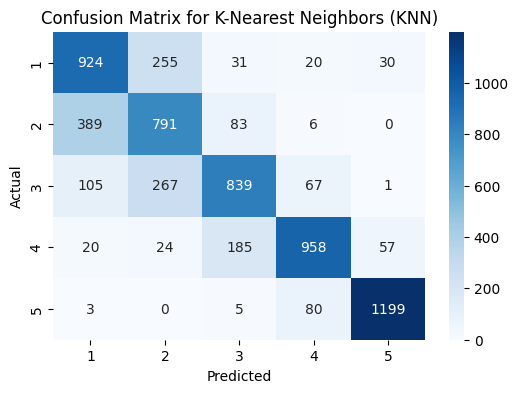 Confusion Matrix for K-Nearest Neighbors (KNN)
Actual
1 924 255 31 20 30
2 389 791 83 6 0
3 105 267 839 67 1
4 20 24 185 958 57
5 3 0 5 80 1199
1 2 3 4 5
Predicted
1000
800
600
400
200
0